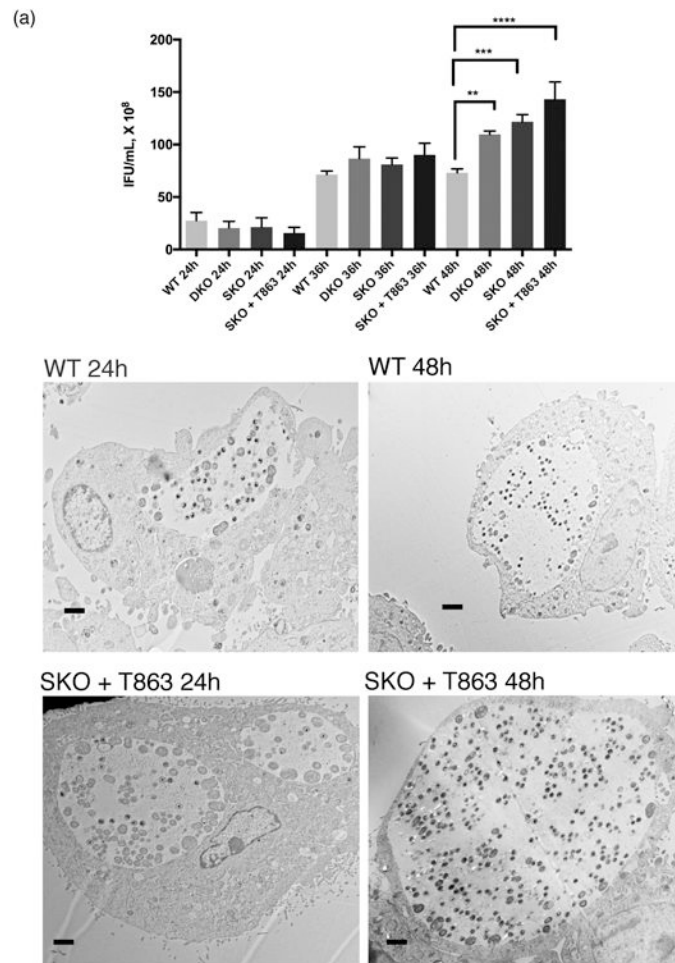 (a)
**** 
***
**
200
150
100
50
0
IFU/mL, X 10⁸
WT 24h
DKO 24h
SKO 24h
SKO + T863 24h
WT 36h
DKO 36h
SKO 36h
SKO + T863 36h
WT 48h
DKO 48h
SKO 48h
SKO + T863 48h
WT 24h
WT 48h
SKO + T863 24h
SKO + T863 48h